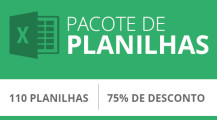 X
PACOTE DE
PLANILHAS
110 PLANILHAS
75% DE DESCONTO